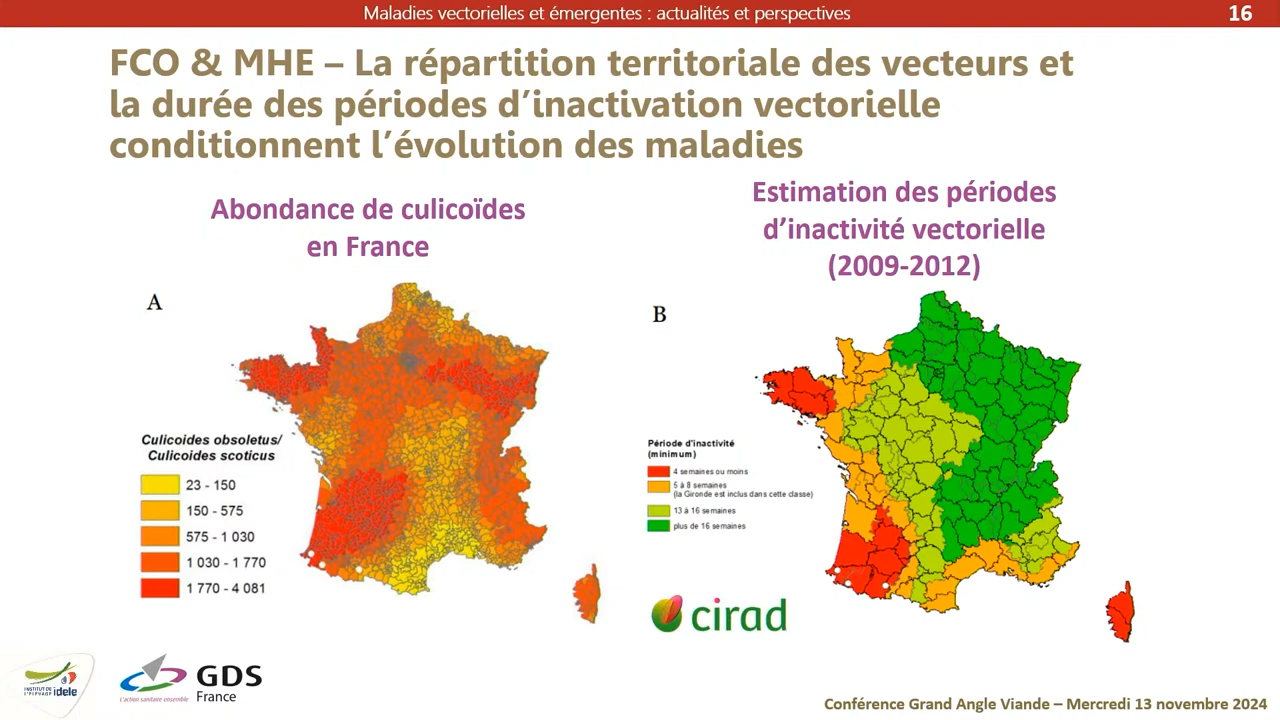 Maladies vectorielles et émergentes : actualités et perspectives
16
FCO & MHE – La répartition territoriale des vecteurs et
la durée des périodes d’inactivation vectorielle
conditionnent l’évolution des maladies
Abondance de culicoïdes
en France
Estimation des périodes
d’inactivité vectorielle
(2009-2012)
A
Culicoides obsoletus/
Culicoides scoticus
23 - 150
150 - 575
575 - 1 030
1 030 - 1 770
1 770 - 4 081
B
Période d'inactivité
(minimum)
4 semaines ou moins
5 à 8 semaines
(la Gironde est inclus dans cette classe)
13 à 16 semaines
plus de 16 semaines
cirad
INSTITUT DE
L'ELEVAGE idele
GDS
France
L'action sanitaire ensemble
Conférence Grand Angle Viande – Mercredi 13 novembre 2024